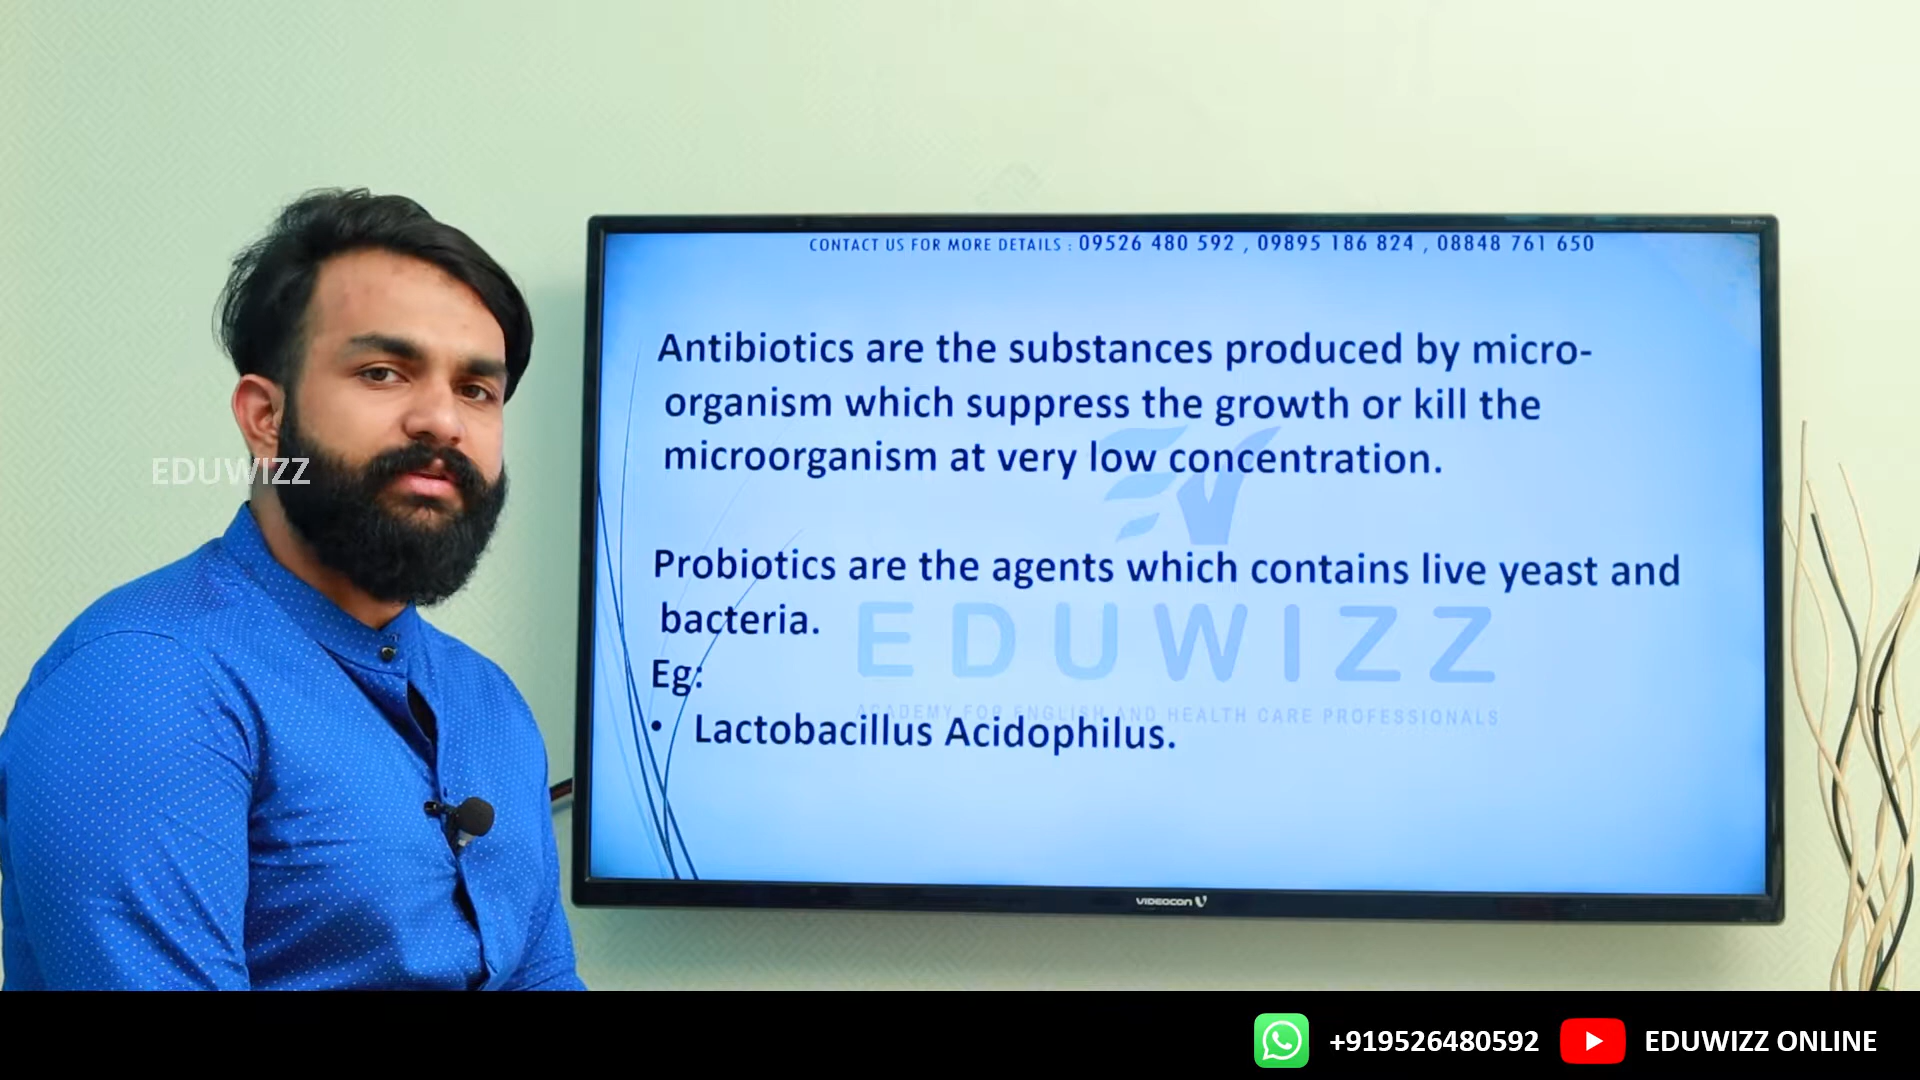 CONTACT US FOR MORE DETAILS : 09526 480 592 , 09895 186 824 , 08848 761 650
Antibiotics are the substances produced by micro-
organism which suppress the growth or kill the
microorganism at very low concentration.
Probiotics are the agents which contains live yeast and
bacteria.
EDUWIZZ
Eg:
ACADEMY FOR ENGLISH AND HEALTH CARE PROFESSIONALS
• Lactobacillus Acidophilus.
VIDEOCON
EDUWIZZ
+919526480592
EDUWIZZ ONLINE